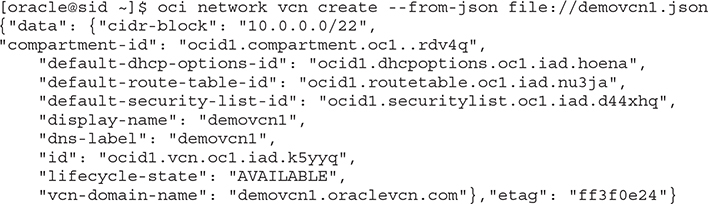 [oracle@sid ~]$ oci network vcn create --from-json file://demovcn1.json
{"data": {"cidr-block": "10.0.0.0/22",
"compartment-id": "ocid1.compartment.oc1..rdv4q",
    "default-dhcp-options-id": "ocid1.dhcpoptions.oc1.iad.hoena",
    "default-route-table-id": "ocid1.routetable.oc1.iad.nu3ja",
    "default-security-list-id": "ocid1.securitylist.oc1.iad.d44xhq",
    "display-name": "demovcn1",
    "dns-label": "demovcn1",
    "id": "ocid1.vcn.oc1.iad.k5yyq",
    "lifecycle-state": "AVAILABLE",
    "vcn-domain-name": "demovcn1.oraclevcn.com"},"etag": "ff3f0e24"}